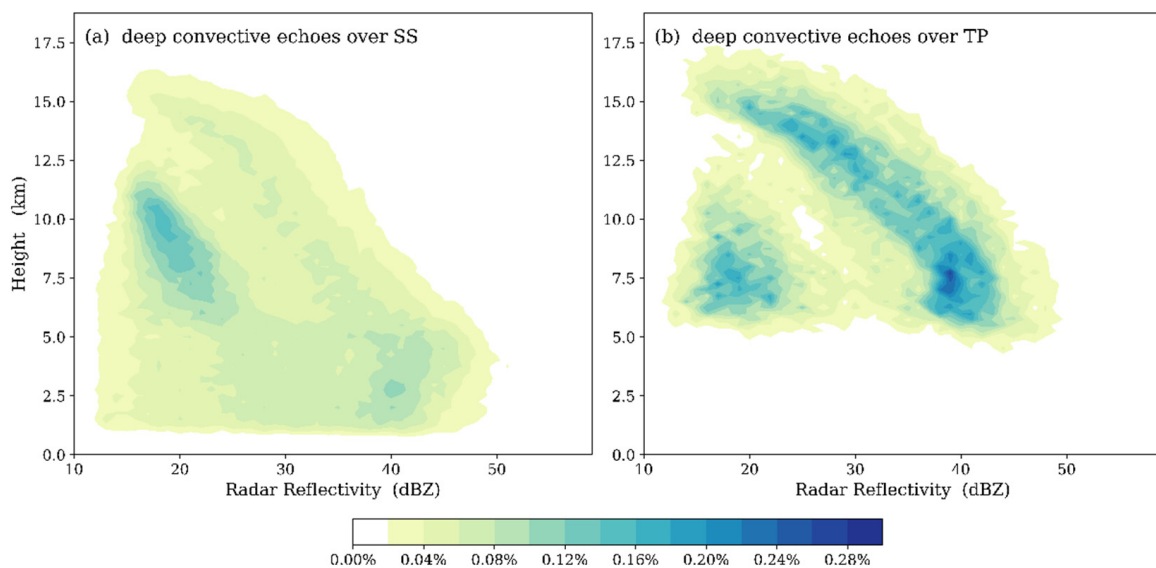 (a) deep convective echoes over SS
(b) deep convective echoes over TP
17.5
15.0
12.5
10.0
7.5
5.0
2.5
0.0
Height (km)
10 20 30 40 50
Radar Reflectivity (dBZ)
17.5
15.0
12.5
10.0
7.5
5.0
2.5
0.0
10 20 30 40 50
Radar Reflectivity (dBZ)
0.00% 0.04% 0.08% 0.12% 0.16% 0.20% 0.24% 0.28%